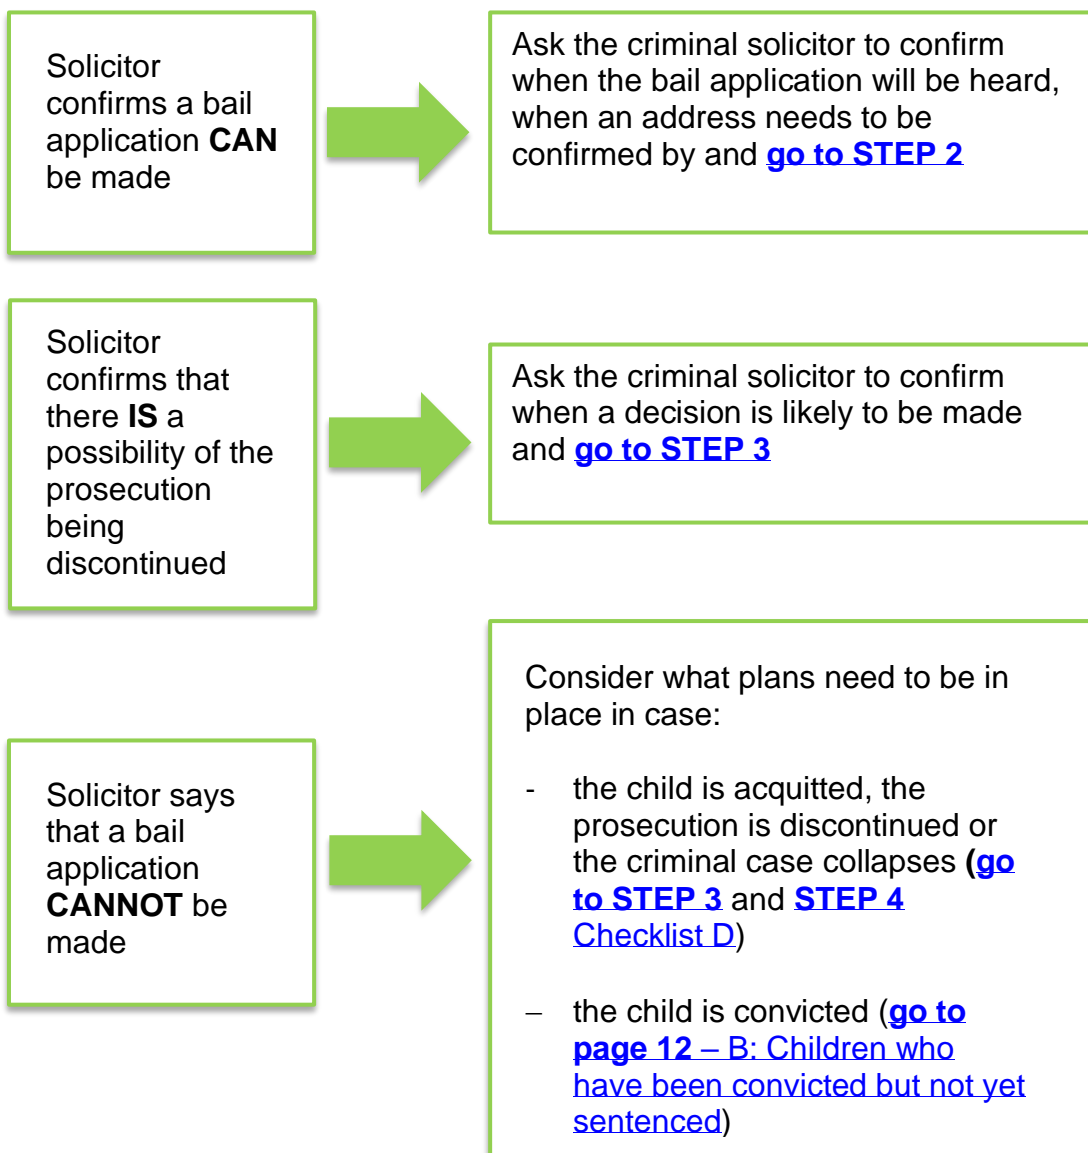 Solicitor
confirms a bail
application CAN
be made
Ask the criminal solicitor to confirm
when the bail application will be heard,
when an address needs to be
confirmed by and go to STEP 2
Solicitor
confirms that
there IS a
possibility of the
prosecution
being
discontinued
Ask the criminal solicitor to confirm
when a decision is likely to be made
and go to STEP 3
Solicitor says
that a bail
application
CANNOT be
made
Consider what plans need to be in
place in case:
- the child is acquitted, the
prosecution is discontinued or
the criminal case collapses (go
to STEP 3 and STEP 4
Checklist D)
– the child is convicted (go to
page 12 – B: Children who
have been convicted but not yet
sentenced)